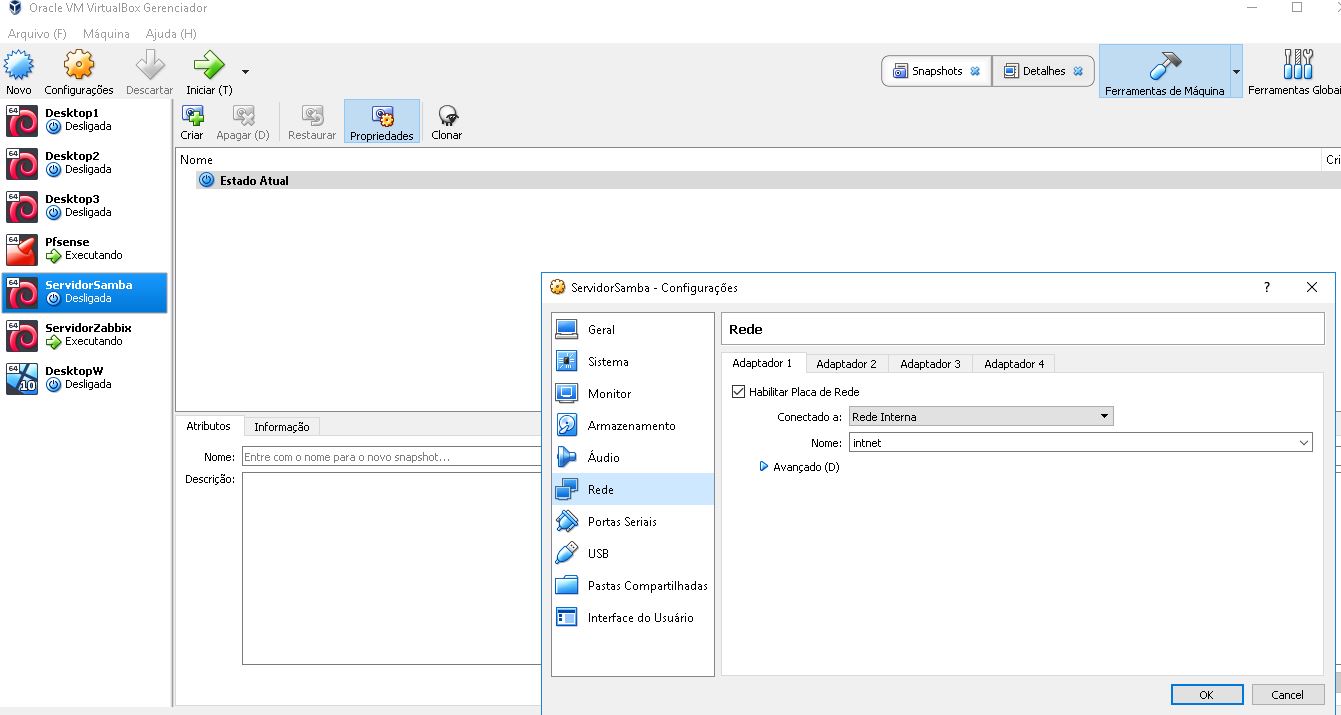 Oracle VM VirtualBox Gerenciador
Arquivo (F) Máquina Ajuda (H)
Novo Configurações Descartar Iniciar (T)
Snapshots Detalhes Ferramentas de Máquina Ferramentas Globai
64 Desktop1
Desligada
64 Desktop2
Desligada
64 Desktop3
Desligada
64 Pfsense
Executando
64 ServidorSamba
Desligada
64 ServidorZabbix
Executando
64 DesktopW
10 Desligada
Criar Apagar (D) Restaurar Propriedades Clonar
Nome Cri
Estado Atual
Atributos Informação
Nome: Entre com o nome para o novo snapshot...
Descrição:
ServidorSamba - Configurações ?
Geral
Sistema
Monitor
Armazenamento
Áudio
Rede
Portas Seriais
USB
Pastas Compartilhadas
Interface do Usuário
Rede
Adaptador 1 Adaptador 2 Adaptador 3 Adaptador 4
Habilitar Placa de Rede
Conectado a: Rede Interna
Nome: intnet
Avançado (D)
OK Cancel